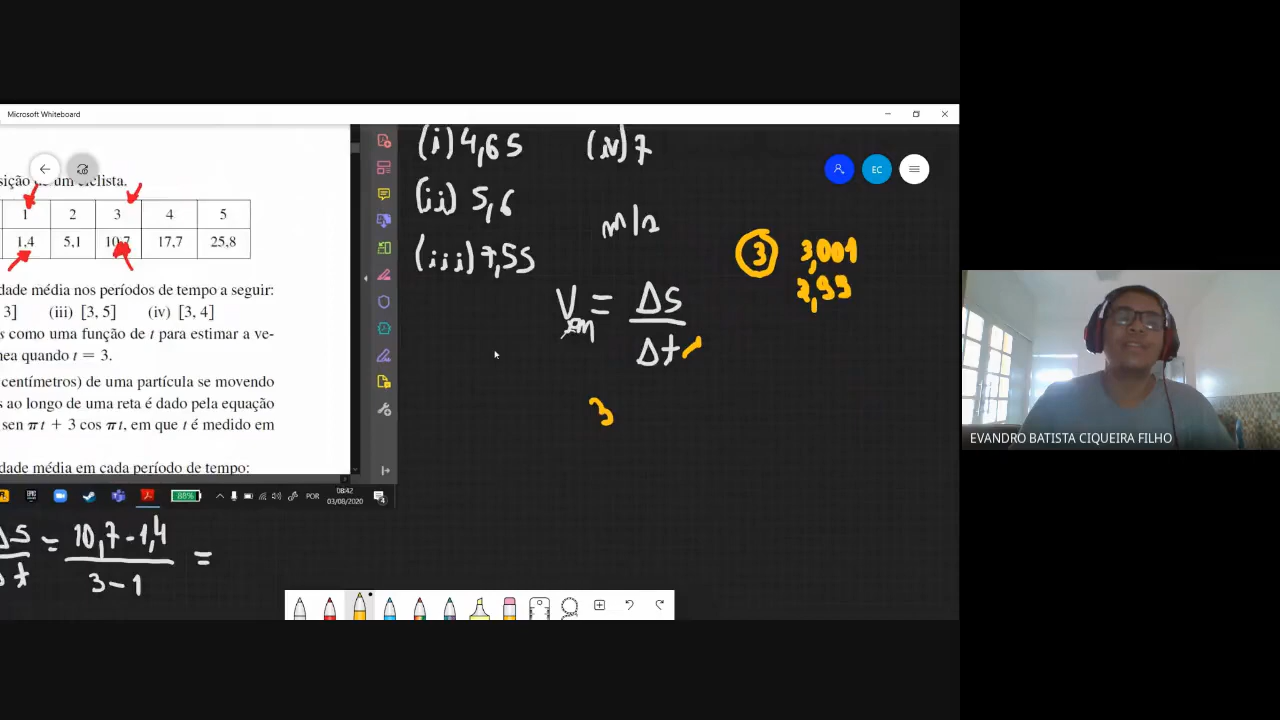 Microsoft Whiteboard
sição de um ciclista.
1 2 3 4 5
1,4 5,1 10,7 17,7 25,8
dade média nos períodos de tempo a seguir:
3] (iii) [3, 5] (iv) [3, 4]
s como uma função de t para estimar a ve-
nea quando t = 3.
centímetros) de uma partícula se movendo
s ao longo de uma reta é dado pela equação
sen πt + 3 cos πt, em que t é medido em
dade média em cada período de tempo:
88% POR 08:42
03/08/2020 4
ΔS/Δt = 10,7 - 1,4 / 3 - 1 =
(i) 4,65 (iv) 7
(ii) 5,6
(iii) 7,55
m/s
Vm = ΔS/Δt
3
3 3,001
2,99
EC
EVANDRO BATISTA CIQUEIRA FILHO